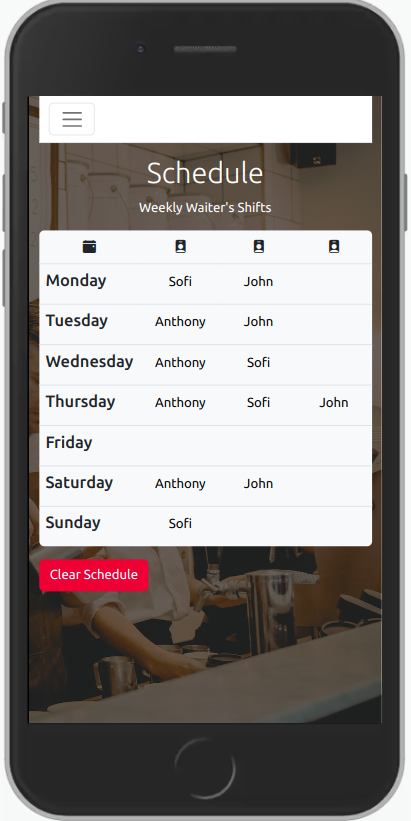 Schedule
Weekly Waiter's Shifts
Monday Sofi John
Tuesday Anthony John
Wednesday Anthony Sofi
Thursday Anthony Sofi John
Friday
Saturday Anthony John
Sunday Sofi
Clear Schedule